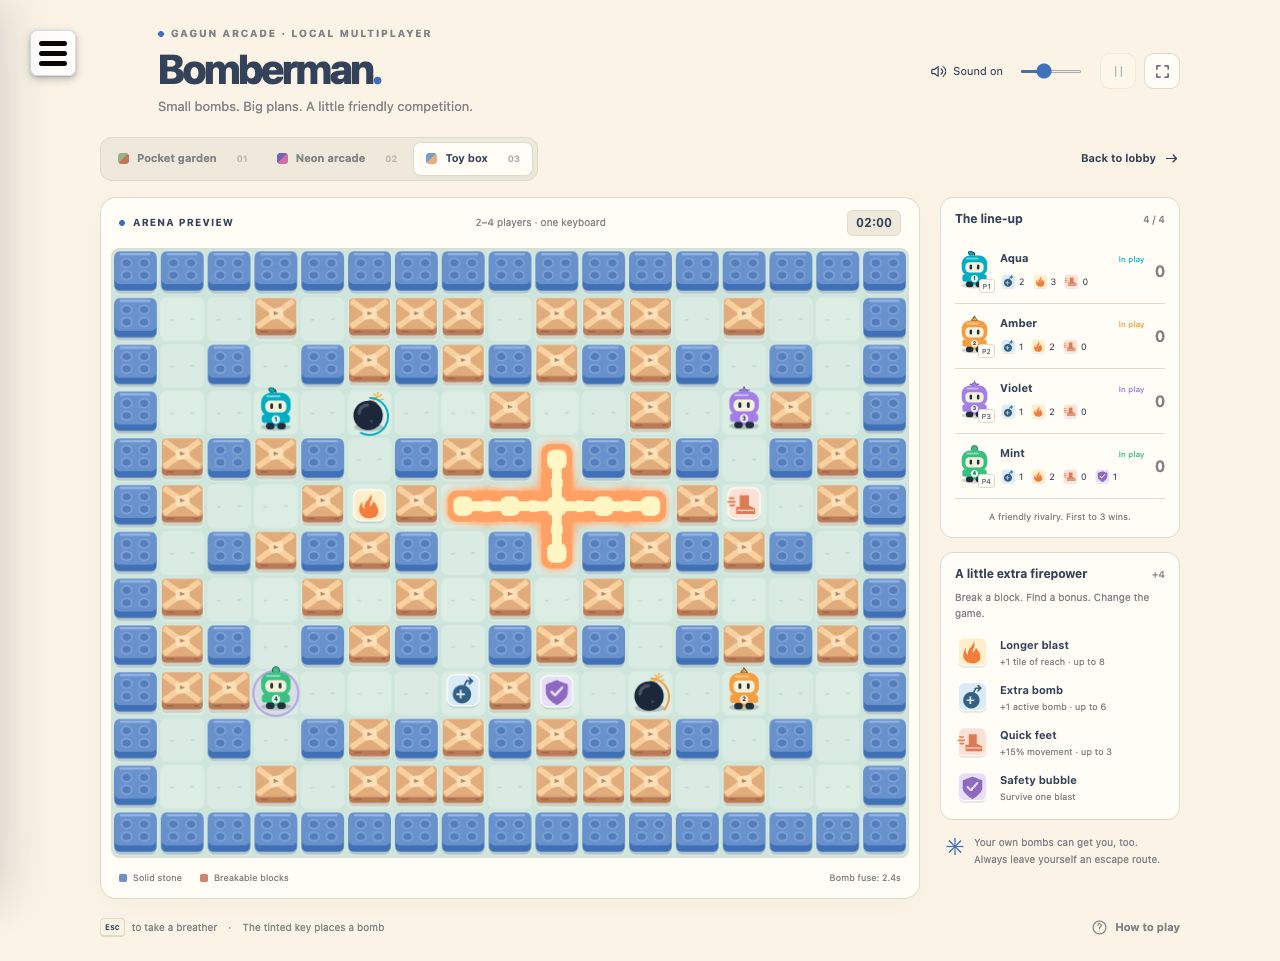 GAGUN ARCADE · LOCAL MULTIPLAYER
Bomberman.
Small bombs. Big plans. A little friendly competition.
Sound on
Pocket garden 01
Neon arcade 02
Toy box 03
Back to lobby →
ARENA PREVIEW
2–4 players · one keyboard
02:00
1
3
4
2
Solid stone
Breakable blocks
Bomb fuse: 2.4s
The line-up
4 / 4
1
P1
Aqua
In play
0
2 3 0
2
P2
Amber
In play
0
1 2 0
3
P3
Violet
In play
0
1 2 0
4
P4
Mint
In play
0
1 2 0 1
A friendly rivalry. First to 3 wins.
A little extra firepower
+4
Break a block. Find a bonus. Change the
game.
Longer blast
+1 tile of reach · up to 8
Extra bomb
+1 active bomb · up to 6
Quick feet
+15% movement · up to 3
Safety bubble
Survive one blast
Your own bombs can get you, too.
Always leave yourself an escape route.
Esc to take a breather · The tinted key places a bomb
How to play